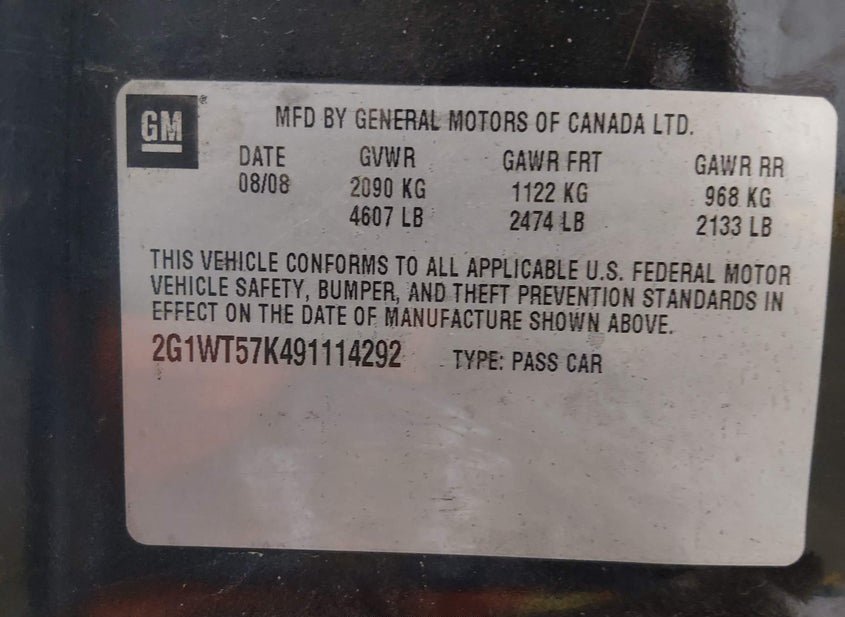 GM® MFD BY GENERAL MOTORS OF CANADA LTD.
DATE GVWR GAWR FRT GAWR RR
08/08 2090 KG 1122 KG 968 KG
4607 LB 2474 LB 2133 LB
THIS VEHICLE CONFORMS TO ALL APPLICABLE U.S. FEDERAL MOTOR
VEHICLE SAFETY, BUMPER, AND THEFT PREVENTION STANDARDS IN
EFFECT ON THE DATE OF MANUFACTURE SHOWN ABOVE.
2G1WT57K491114292 TYPE: PASS CAR